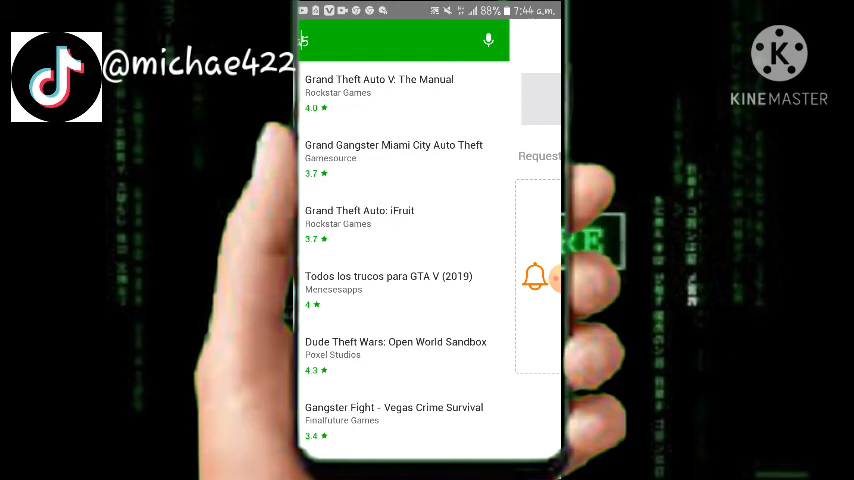 @michae422
KINEMASTER
88% 7:44 a.m.
5
Grand Theft Auto V: The Manual
Rockstar Games
4.0 ★
Grand Gangster Miami City Auto Theft
Gamesource
3.7 ★
Grand Theft Auto: iFruit
Rockstar Games
3.7 ★
Todos los trucos para GTA V (2019)
Menesesapps
4 ★
Dude Theft Wars: Open World Sandbox
Poxel Studios
4.3 ★
Gangster Fight - Vegas Crime Survival
Finalfuture Games
3.4 ★
Request